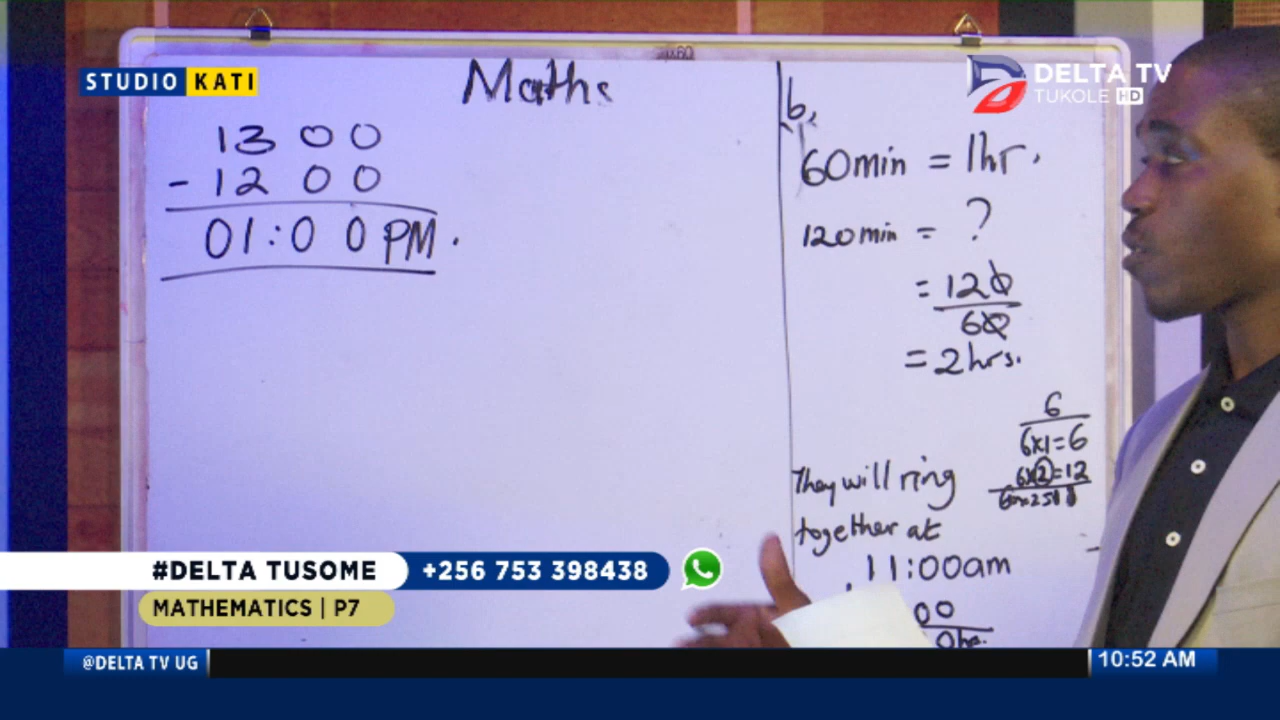 STUDIO KATI
DELTA TV
TUKOLE HD
Maths
13 00
- 12 00
01:00 PM.
b,
60min = 1hr.
120min = ?
= 120
60
= 2hrs.
6
6x1=6
6x2=12
They will ring
together at
11:00am
00
#DELTA TUSOME
+256 753 398438
MATHEMATICS | P7
@DELTA TV UG
10:52 AM